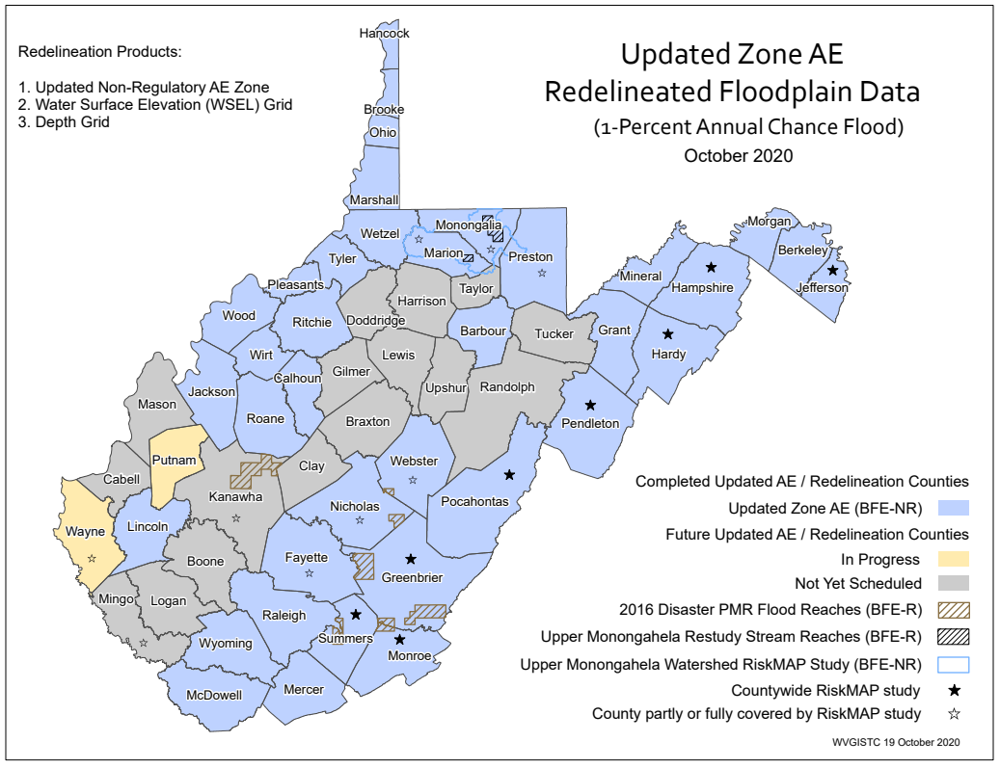 Redelineation Products:
1. Updated Non-Regulatory AE Zone
2. Water Surface Elevation (WSEL) Grid
3. Depth Grid
Updated Zone AE
Redelineated Floodplain Data
(1-Percent Annual Chance Flood)
October 2020
Hancock
Brooke
Ohio
Marshall
Wetzel
Monongalia
Marion
Preston
Morgan
Berkeley
Jefferson
Mineral
Hampshire
Tyler
Pleasants
Harrison
Taylor
Wood
Ritchie
Doddridge
Barbour
Tucker
Grant
Hardy
Wirt
Lewis
Gilmer
Calhoun
Jackson
Upshur
Randolph
Mason
Roane
Braxton
Pendleton
Putnam
Clay
Webster
Cabell
Kanawha
Nicholas
Pocahontas
Wayne
Lincoln
Boone
Fayette
Greenbrier
Mingo
Logan
Raleigh
Summers
Wyoming
Monroe
McDowell
Mercer
Completed Updated AE / Redelineation Counties
Updated Zone AE (BFE-NR)
Future Updated AE / Redelineation Counties
In Progress
Not Yet Scheduled
2016 Disaster PMR Flood Reaches (BFE-R)
Upper Monongahela Restudy Stream Reaches (BFE-R)
Upper Monongahela Watershed RiskMAP Study (BFE-NR)
Countywide RiskMAP study
County partly or fully covered by RiskMAP study
WVGISTC 19 October 2020